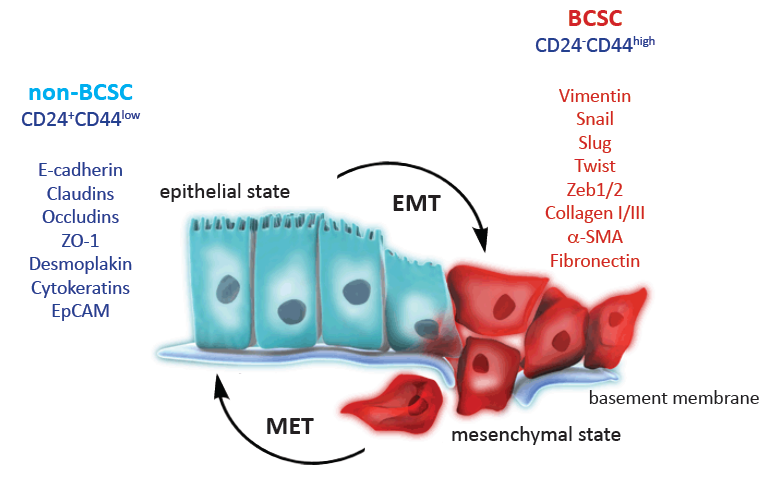 BCSC
CD24⁻CD44ʰⁱᵍʰ
non-BCSC
CD24⁺CD44ˡᵒʷ
Vimentin
Snail
Slug
Twist
Zeb1/2
Collagen I/III
α-SMA
Fibronectin
E-cadherin
Claudins
Occludins
ZO-1
Desmoplakin
Cytokeratins
EpCAM
epithelial state
EMT
MET
mesenchymal state
basement membrane